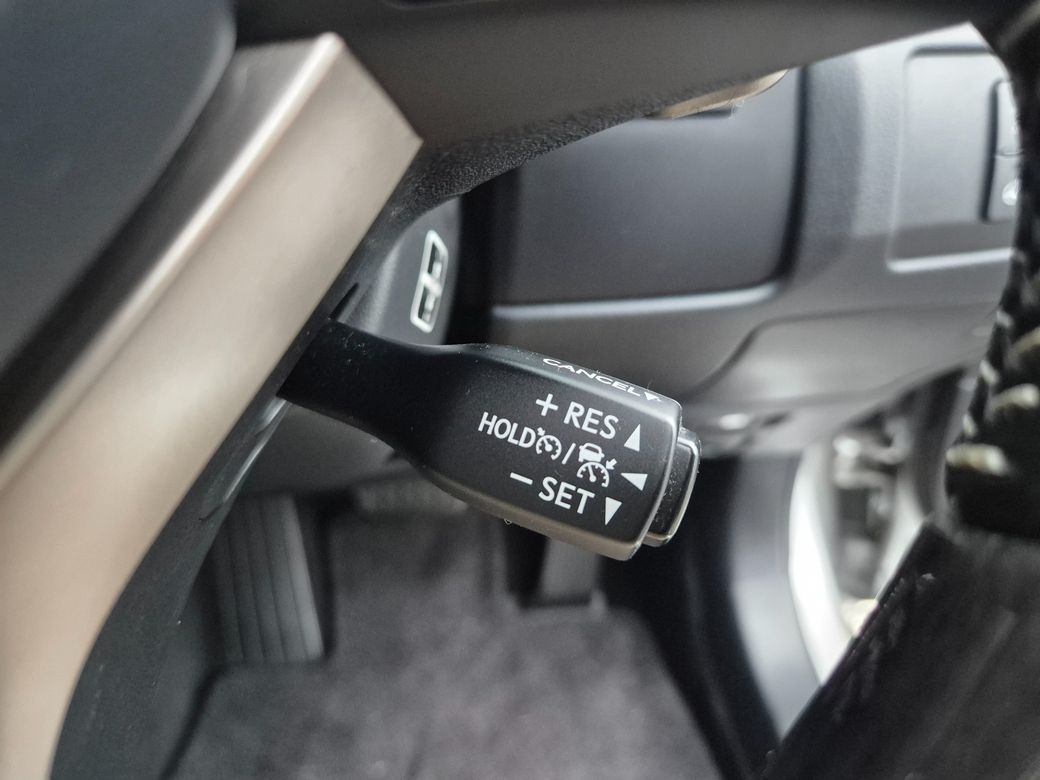 CANCEL
+ RES
HOLD /
− SET